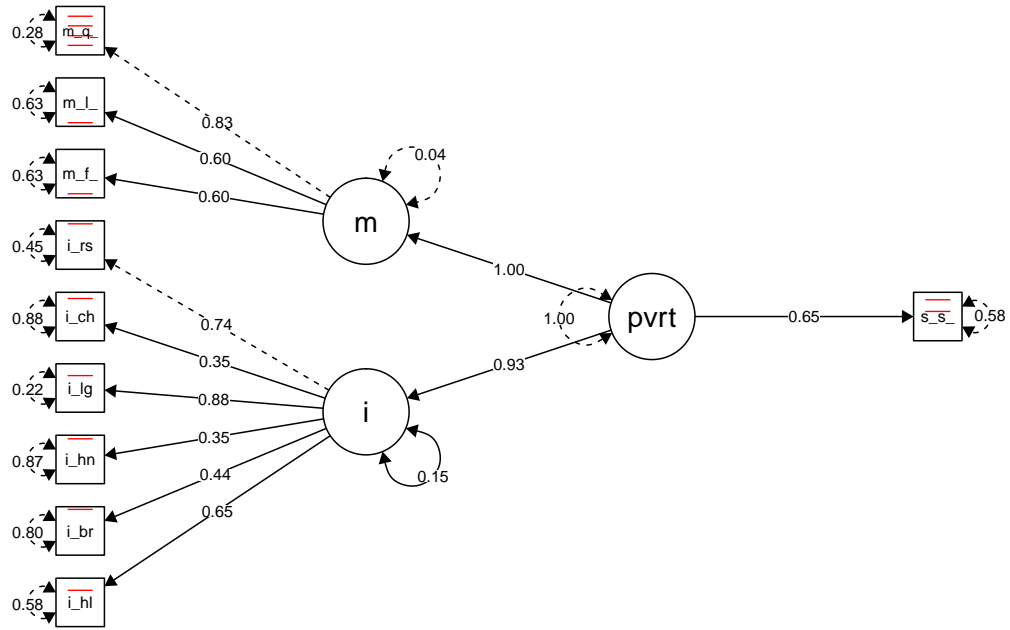 0.28
m_q_
0.83
0.63
m_l_
0.60
0.04
0.63
m_f_
0.60
m
0.45
i_rs
1.00
0.74
0.88
i_ch
1.00
pvrt
0.65
s_s_
0.58
0.35
0.93
0.22
i_lg
0.88
i
0.35
0.87
i_hn
0.44
0.15
0.65
0.80
i_br
0.58
i_hl